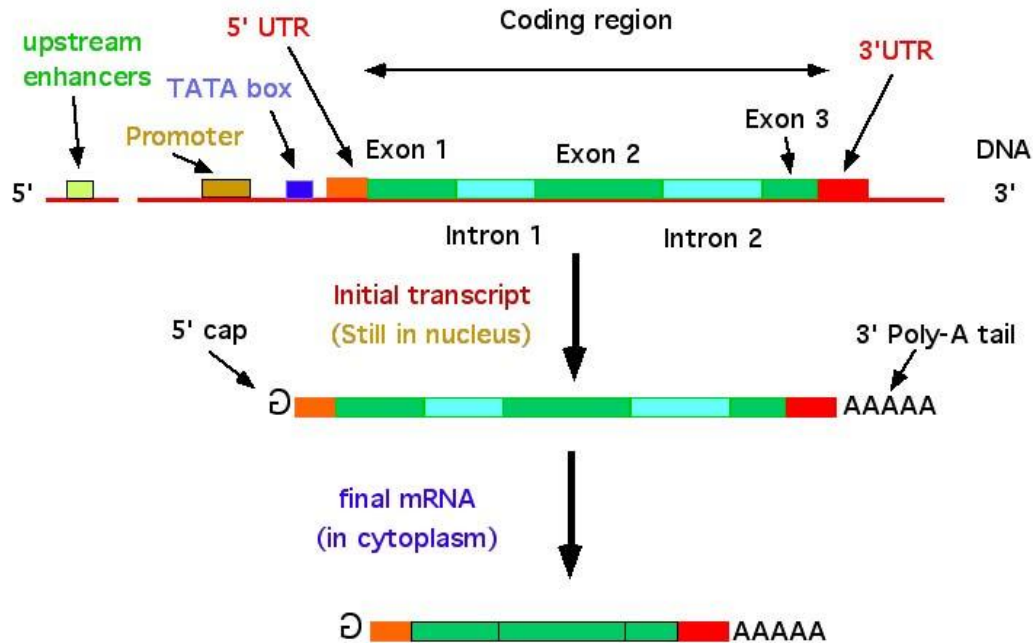 Coding region
5' UTR
3'UTR
upstream
enhancers
TATA box
Promoter
Exon 1
Exon 2
Exon 3
DNA
5'
3'
Intron 1
Intron 2
Initial transcript
(Still in nucleus)
5' cap
3' Poly-A tail
G
AAAAA
final mRNA
(in cytoplasm)
G
AAAAA